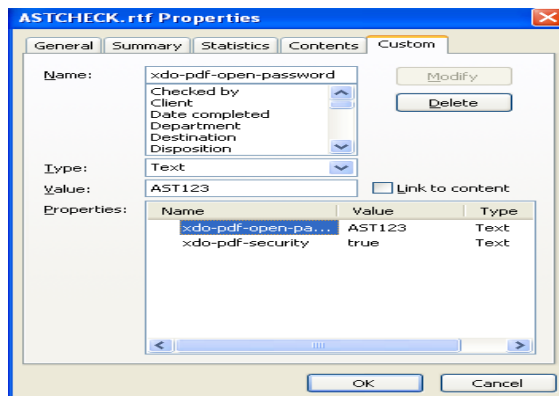 ASTCHECK.rtf Properties
General Summary Statistics Contents Custom
Name: xdo-pdf-open-password Modify
Checked by
Client
Date completed
Department
Destination
Disposition
Delete
Type: Text
Value: AST123 Link to content
Properties: Name Value Type
xdo-pdf-open-pa... AST123 Text
xdo-pdf-security true Text
OK Cancel